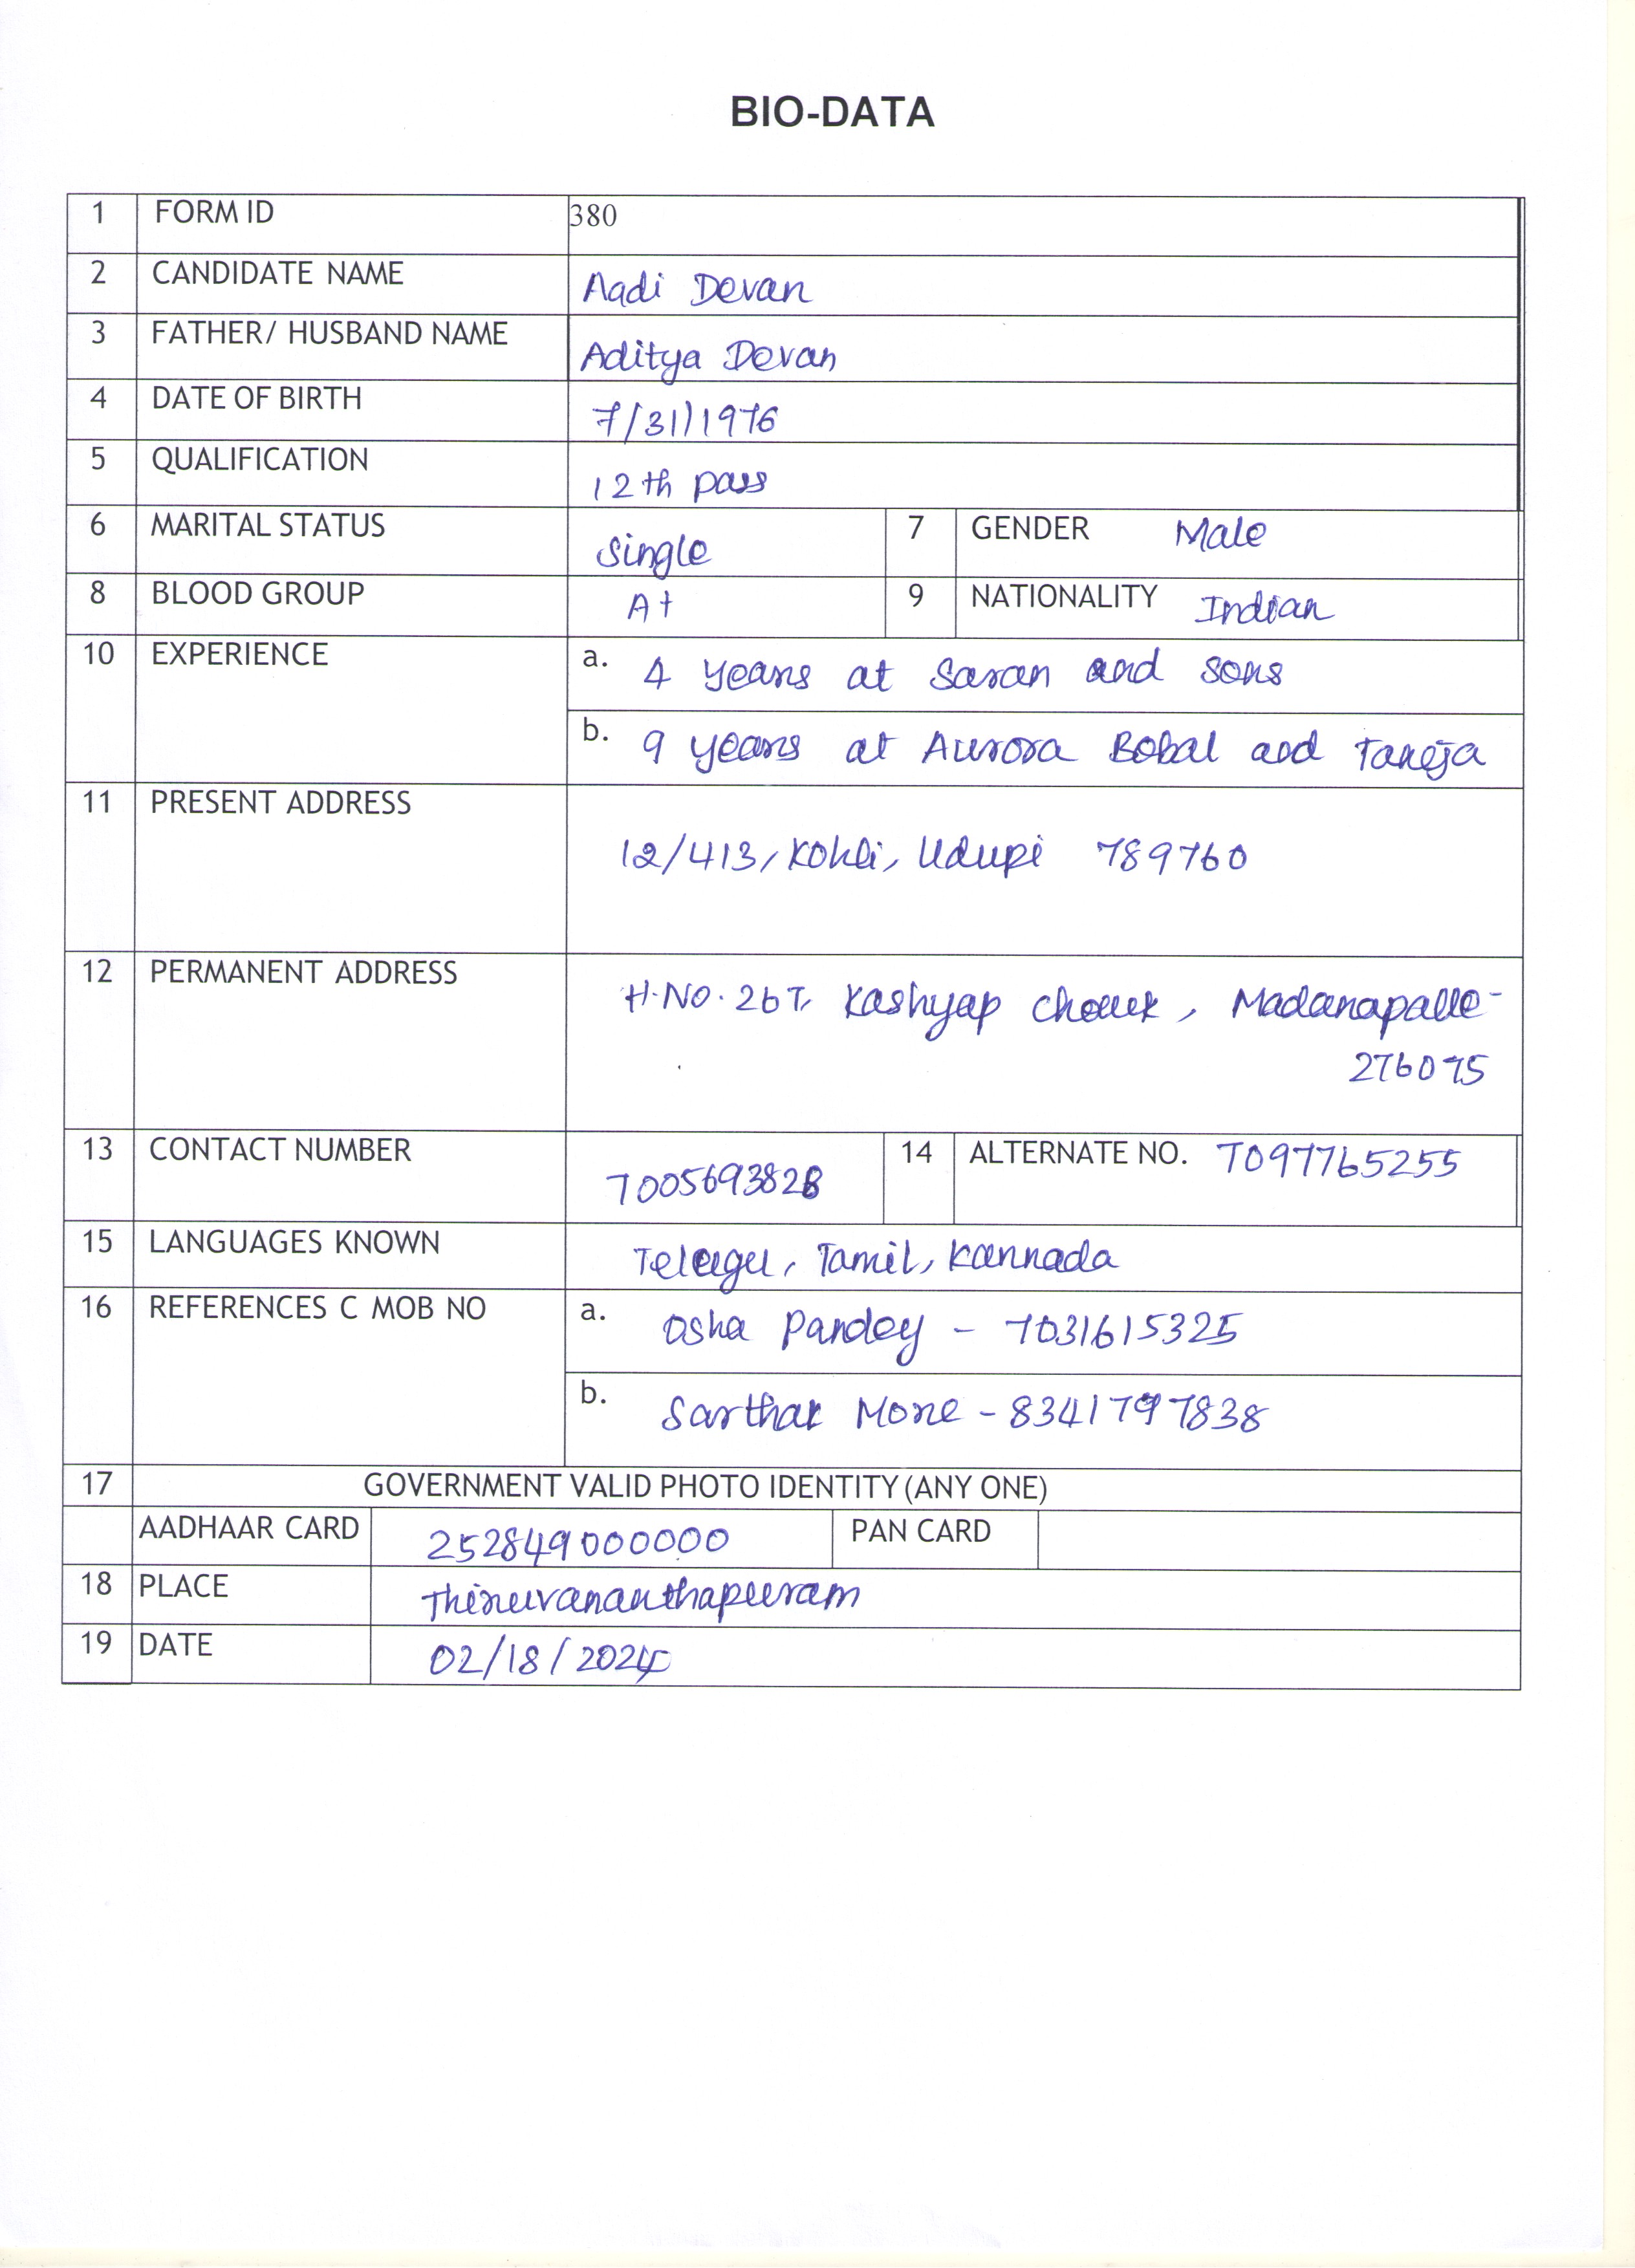 BIO-DATA
1 FORM ID 380
2 CANDIDATE NAME Aadi Devan
3 FATHER/ HUSBAND NAME Aditya Devan
4 DATE OF BIRTH 7/31/1976
5 QUALIFICATION 12th pass
6 MARITAL STATUS Single 7 GENDER Male
8 BLOOD GROUP A+ 9 NATIONALITY Indian
10 EXPERIENCE a. 4 years at Saran and sons
b. 9 years at Aurora Bobal and Taneja
11 PRESENT ADDRESS
12/413, Kohli, Udupi 789760
12 PERMANENT ADDRESS H.No. 267, Kashyap Chowk, Madanapalle-
276075
13 CONTACT NUMBER 7005693828 14 ALTERNATE NO. 7097765255
15 LANGUAGES KNOWN Telugu, Tamil, Kannada
16 REFERENCES C MOB NO a. Osha Pandey - 7031615325
b. Sarthak Mone - 8341797838
17 GOVERNMENT VALID PHOTO IDENTITY (ANY ONE)
AADHAAR CARD 252849000000 PAN CARD
18 PLACE Thiruvananthapuram
19 DATE 02/18/2024